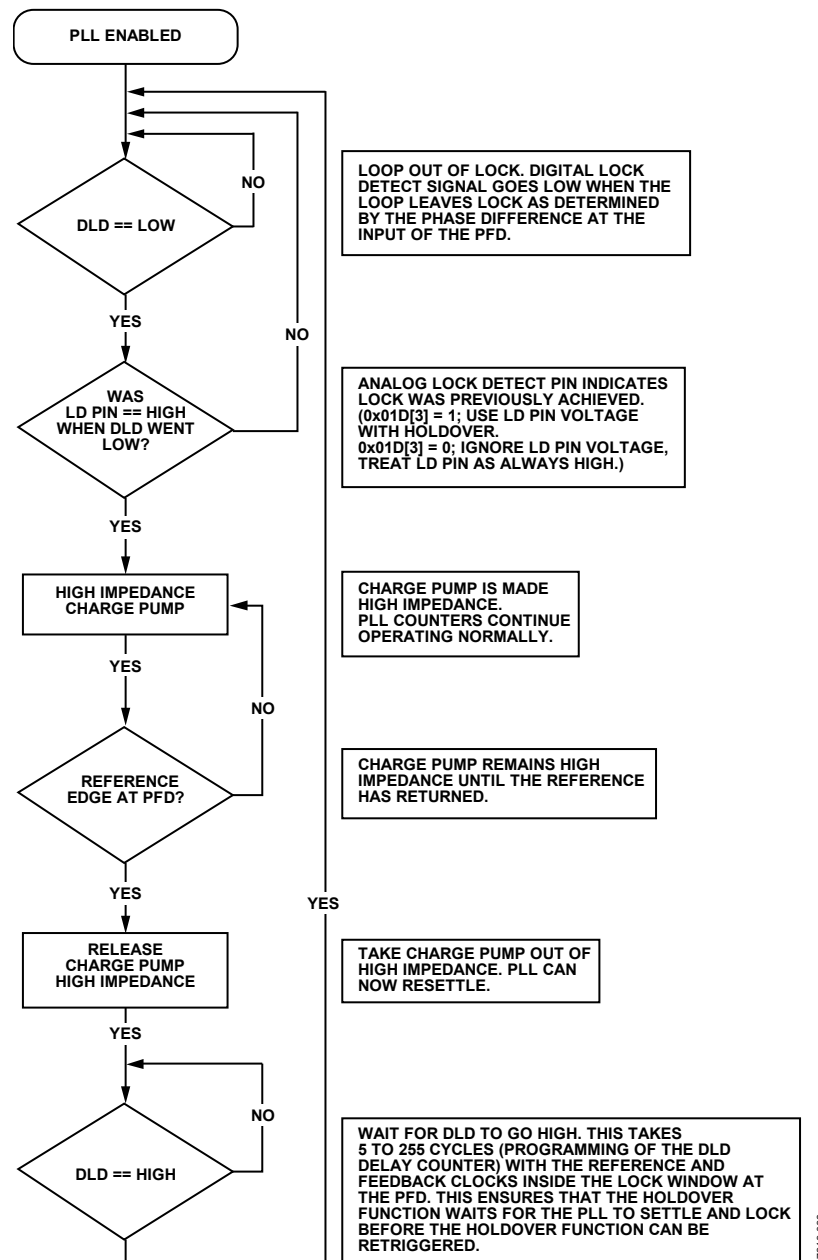 PLL ENABLED
NO
DLD == LOW
LOOP OUT OF LOCK. DIGITAL LOCK
DETECT SIGNAL GOES LOW WHEN THE
LOOP LEAVES LOCK AS DETERMINED
BY THE PHASE DIFFERENCE AT THE
INPUT OF THE PFD.
YES
NO
WAS
LD PIN == HIGH
WHEN DLD WENT
LOW?
ANALOG LOCK DETECT PIN INDICATES
LOCK WAS PREVIOUSLY ACHIEVED.
(0x01D[3] = 1; USE LD PIN VOLTAGE
WITH HOLDOVER.
0x01D[3] = 0; IGNORE LD PIN VOLTAGE,
TREAT LD PIN AS ALWAYS HIGH.)
YES
HIGH IMPEDANCE
CHARGE PUMP
CHARGE PUMP IS MADE
HIGH IMPEDANCE.
PLL COUNTERS CONTINUE
OPERATING NORMALLY.
YES
NO
REFERENCE
EDGE AT PFD?
CHARGE PUMP REMAINS HIGH
IMPEDANCE UNTIL THE REFERENCE
HAS RETURNED.
YES
YES
RELEASE
CHARGE PUMP
HIGH IMPEDANCE
TAKE CHARGE PUMP OUT OF
HIGH IMPEDANCE. PLL CAN
NOW RESETTLE.
YES
NO
DLD == HIGH
WAIT FOR DLD TO GO HIGH. THIS TAKES
5 TO 255 CYCLES (PROGRAMMING OF THE DLD
DELAY COUNTER) WITH THE REFERENCE AND
FEEDBACK CLOCKS INSIDE THE LOCK WINDOW AT
THE PFD. THIS ENSURES THAT THE HOLDOVER
FUNCTION WAITS FOR THE PLL TO SETTLE AND LOCK
BEFORE THE HOLDOVER FUNCTION CAN BE
RETRIGGERED.